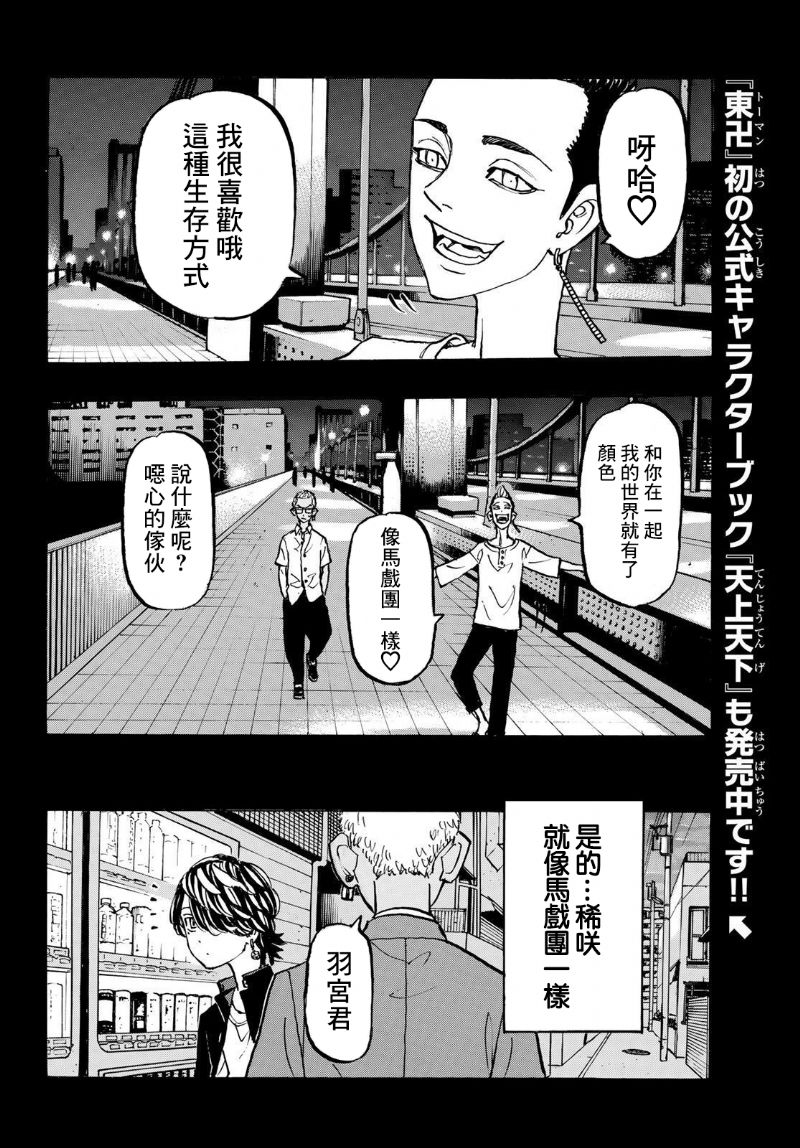 『東卍』初の公式キャラクターブック『天上天下』も発売中です!!
トーマン
はつ
こうしき
てんじょうてんげ
はつばいちゅう
呀哈♡
我很喜歡哦
這種生存方式
和你在一起
我的世界就有了
顏色
像馬戲團一樣♡
說什麼呢？
噁心的傢伙
是的…稀咲
就像馬戲團一樣
羽宮君